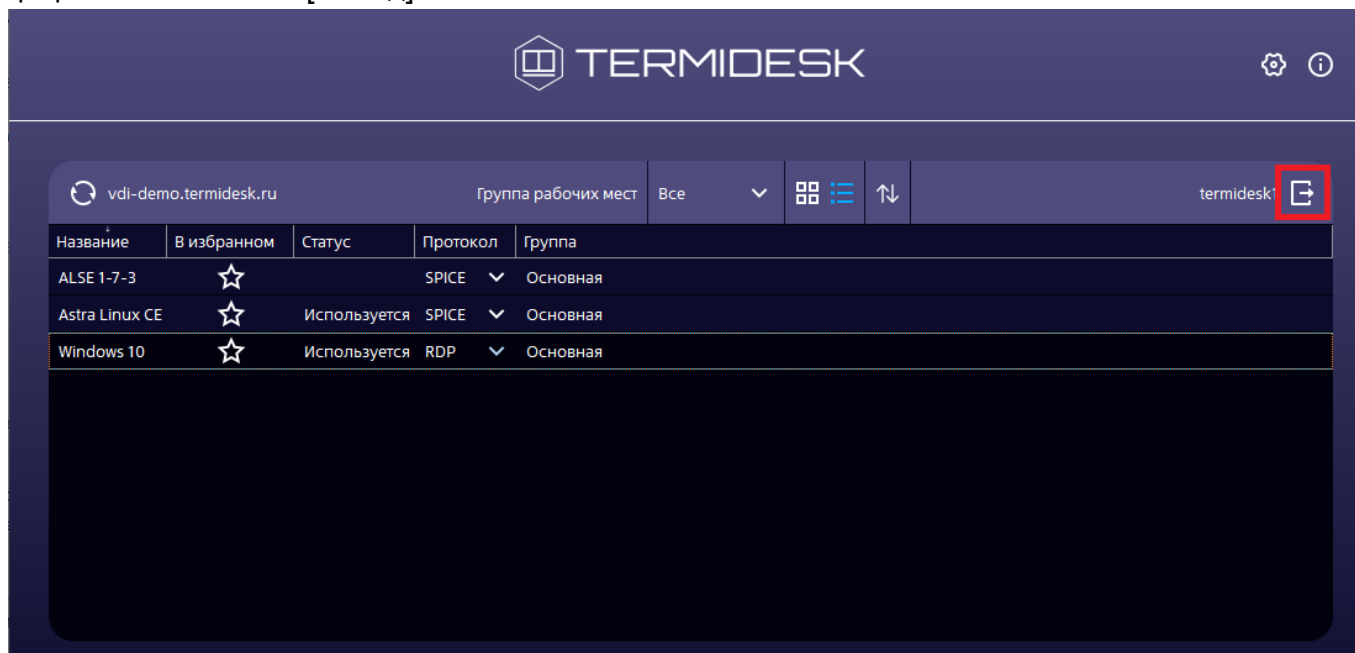 TERMIDESK
vdi-demo.termidesk.ru Группа рабочих мест Все termidesk1
Название В избранном Статус Протокол Группа
ALSE 1-7-3 SPICE Основная
Astra Linux CE Используется SPICE Основная
Windows 10 Используется RDP Основная